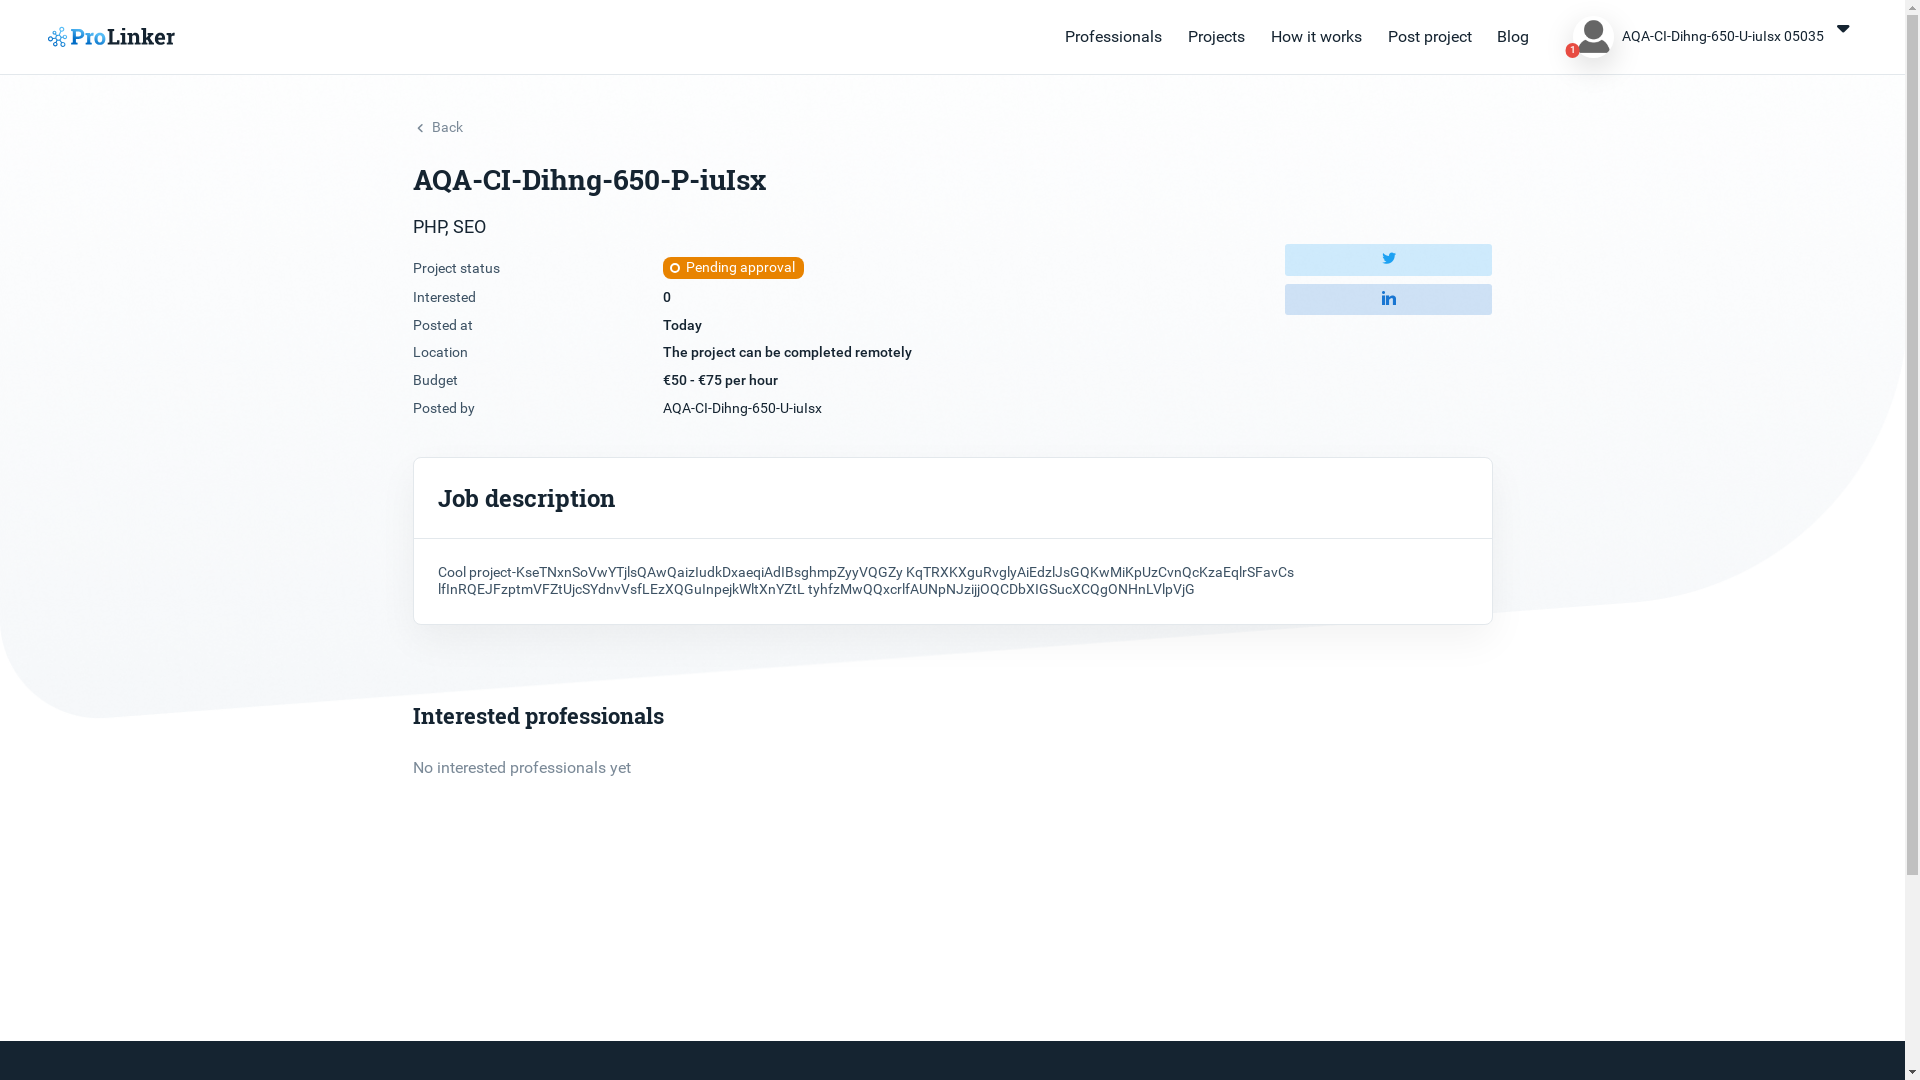 ProLinker
Professionals
Projects
How it works
Post project
Blog
1
AQA-CI-Dihng-650-U-iuIsx 05035
Back
AQA-CI-Dihng-650-P-iuIsx
PHP, SEO
Project status
Pending approval
Interested
0
Posted at
Today
Location
The project can be completed remotely
Budget
€50 - €75 per hour
Posted by
AQA-CI-Dihng-650-U-iuIsx
in
Job description
Cool project-KseTNxnSoVwYTjlsQAwQaizIudkDxaeqiAdIBsghmpZyyVQGZy KqTRXKXguRvglyAiEdzlJsGQKwMiKpUzCvnQcKzaEqlrSFavCs
lfInRQEJFzptmVFZtUjcSYdnvVsfLEzXQGuInpejkWltXnYZtL tyhfzMwQQxcrlfAUNpNJzijjOQCDbXIGSucXCQgONHnLVlpVjG
Interested professionals
No interested professionals yet